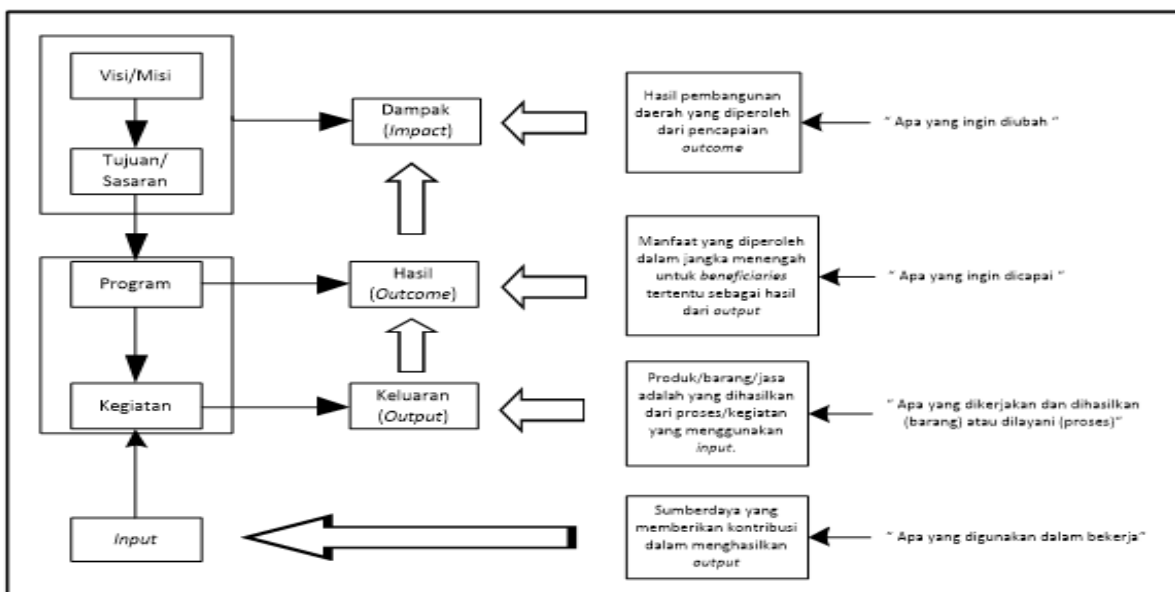 Visi/Misi
Tujuan/
Sasaran
Program
Kegiatan
Input
Dampak
(Impact)
Hasil
(Outcome)
Keluaran
(Output)
Hasil pembangunan
daerah yang diperoleh
dari pencapaian
outcome
" Apa yang ingin diubah "
Manfaat yang diperoleh
dalam jangka menengah
untuk beneficiaries
tertentu sebagai hasil
dari output
" Apa yang ingin dicapai "
Produk/barang/jasa
adalah yang dihasilkan
dari proses/kegiatan
yang menggunakan
input.
" Apa yang dikerjakan dan dihasilkan
(barang) atau dilayani (proses)"
Sumberdaya yang
memberikan kontribusi
dalam menghasilkan
output
" Apa yang digunakan dalam bekerja"